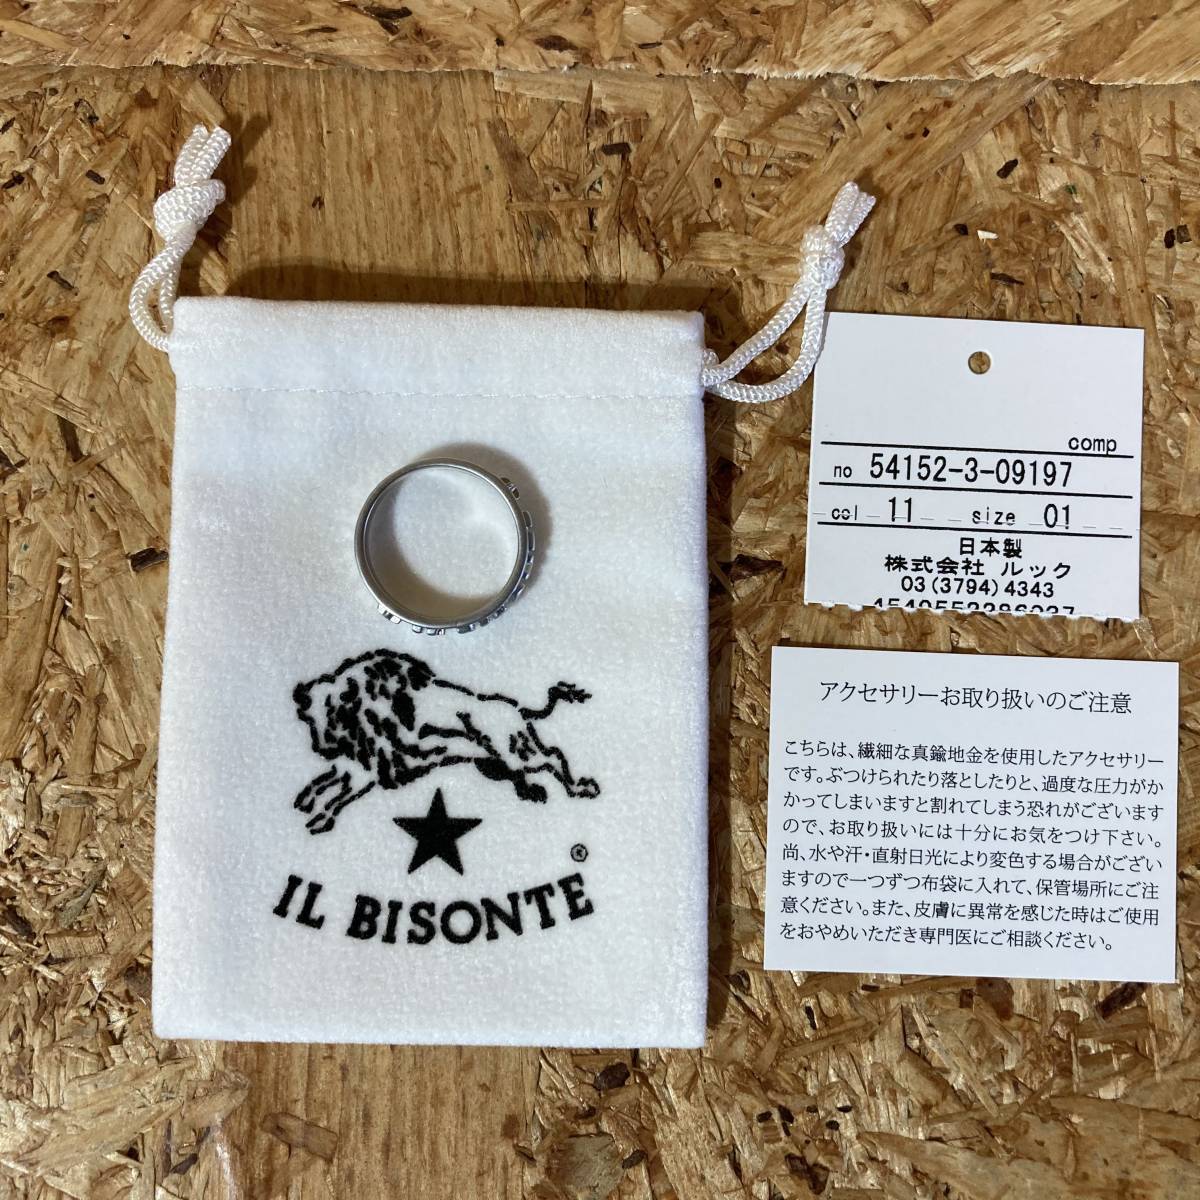 IL BISONTE
®
comp
no 54152-3-09197
col 11 size 01
日本製
株式会社 ルック
03(3794)4343
アクセサリーお取り扱いのご注意
こちらは、繊細な真鍮地金を使用したアクセサリー
です。ぶつけられたり落としたりと、過度な圧力がか
かってしまいますと割れてしまう恐れがございます
ので、お取り扱いには十分にお気をつけ下さい。
尚、水や汗・直射日光により変色する場合がござい
ますので一つずつ布袋に入れて、保管場所にご注
意ください。また、皮膚に異常を感じた時はご使用
をおやめいただき専門医にご相談ください。